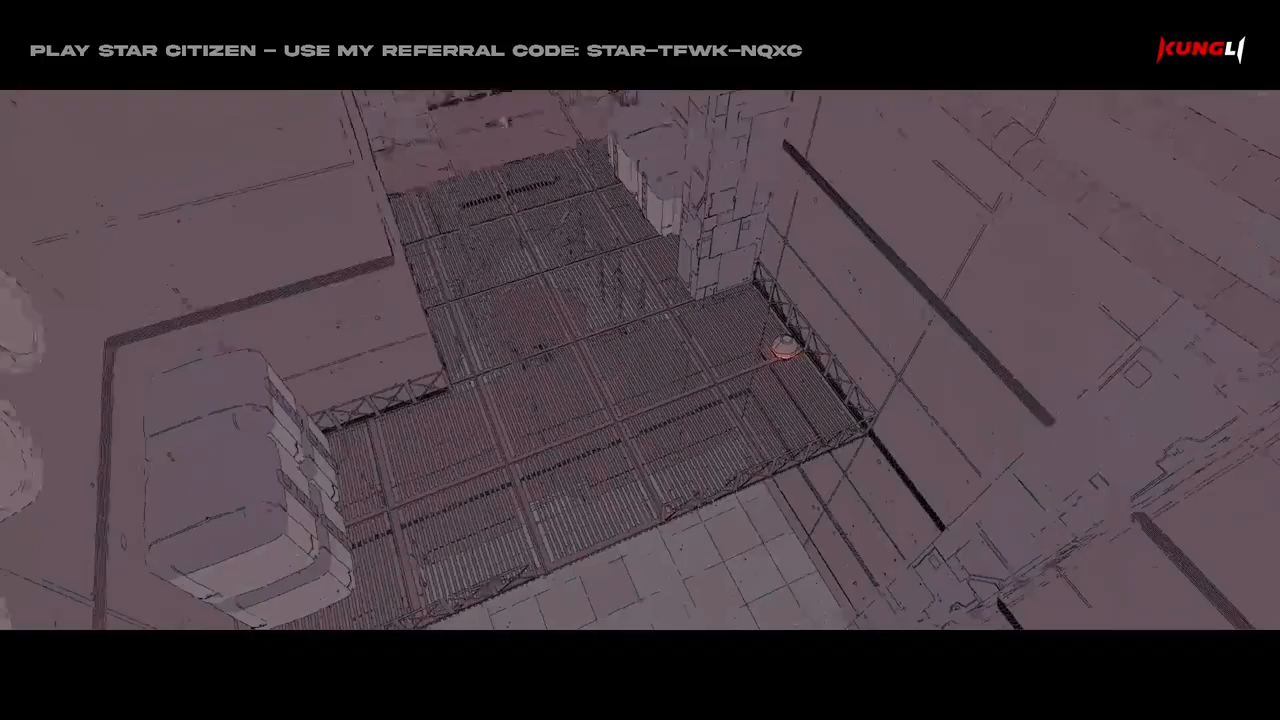 PLAY STAR CITIZEN – USE MY REFERRAL CODE: STAR–TFWK–NQXC
KUNGLI